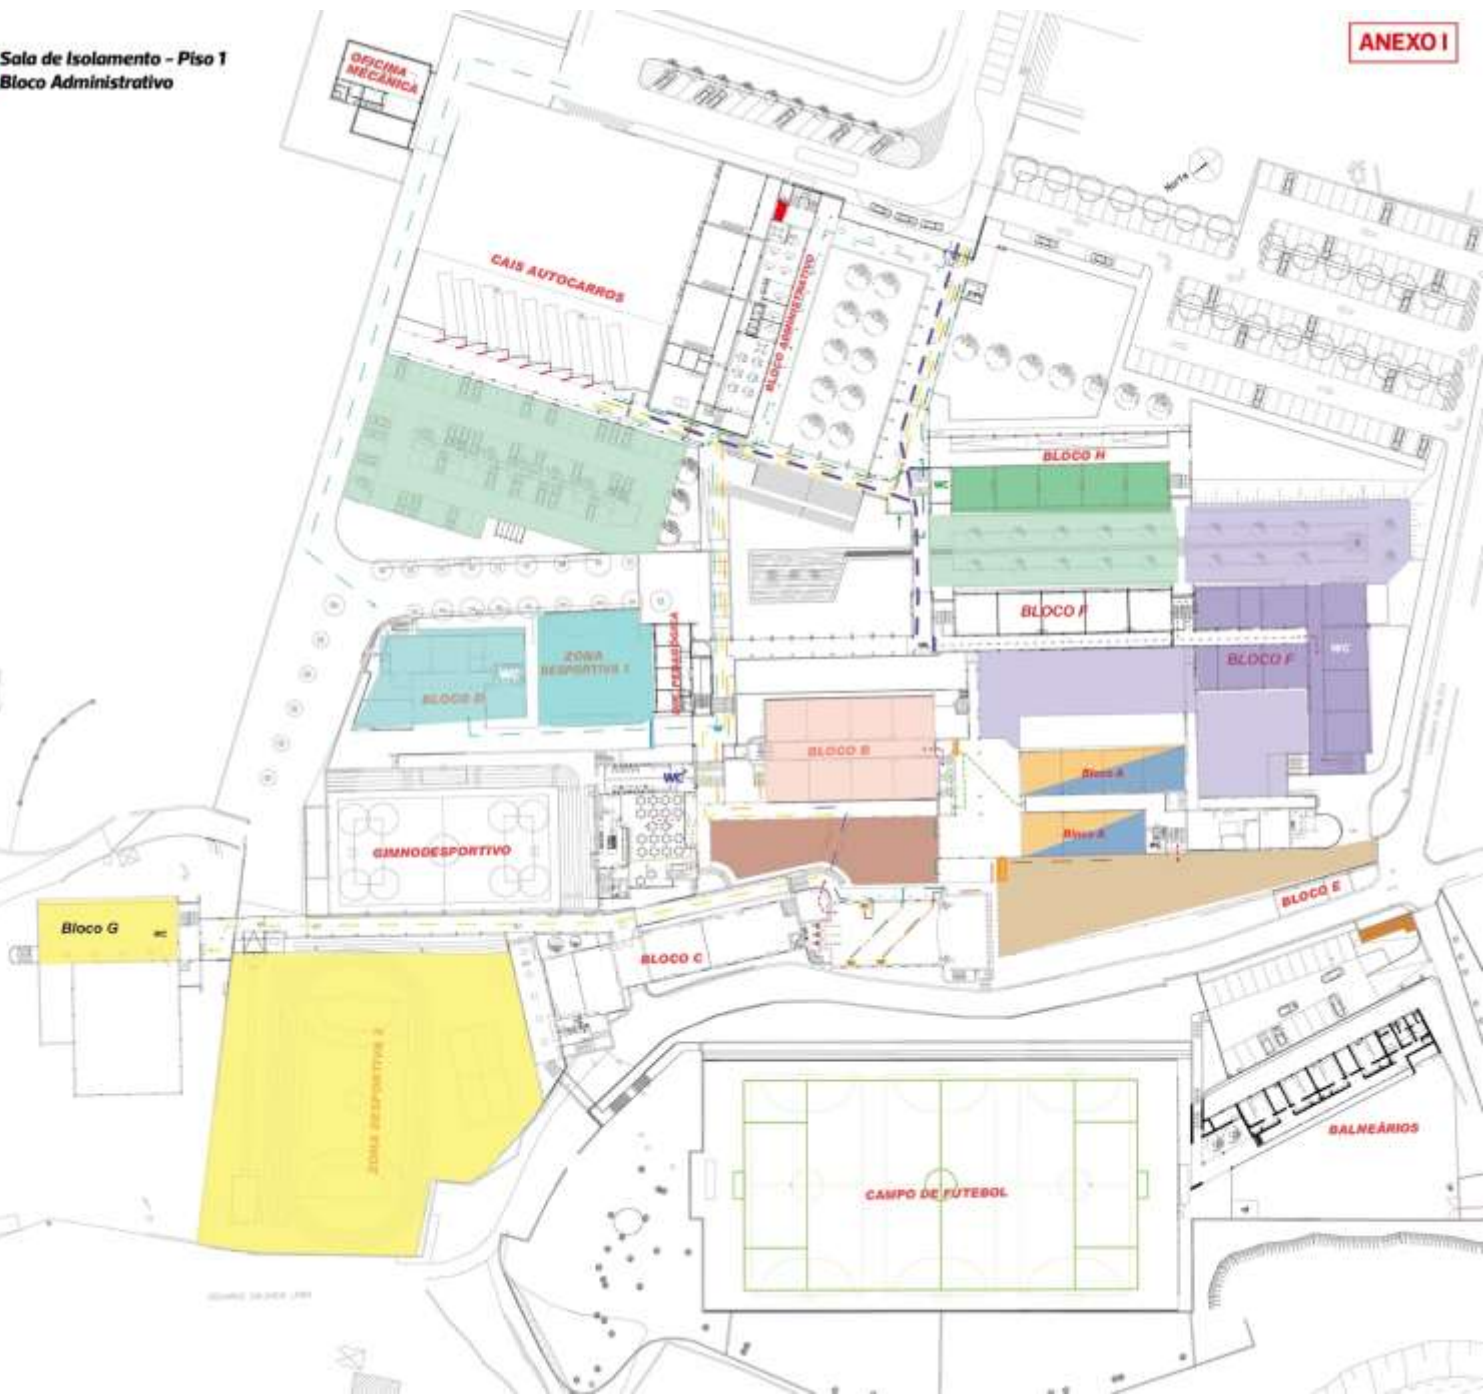 Sala de Isolamento - Piso 1
Bloco Administrativo
ANEXO I
OFICINA
MECÂNICA
Norte
CAIS AUTOCARROS
BLOCO ADMINISTRATIVO
BLOCO H
WC
BLOCO F
BLOCO F
WC
ZONA
DESPORTIVA 1
WC
BLOCO D
BLOCO B
Bloco A
WC
Bloco A
GIMNODESPORTIVO
BLOCO E
Bloco G
WC
BLOCO C
ZONA DESPORTIVA 2
BALNEÁRIOS
CAMPO DE FUTEBOL